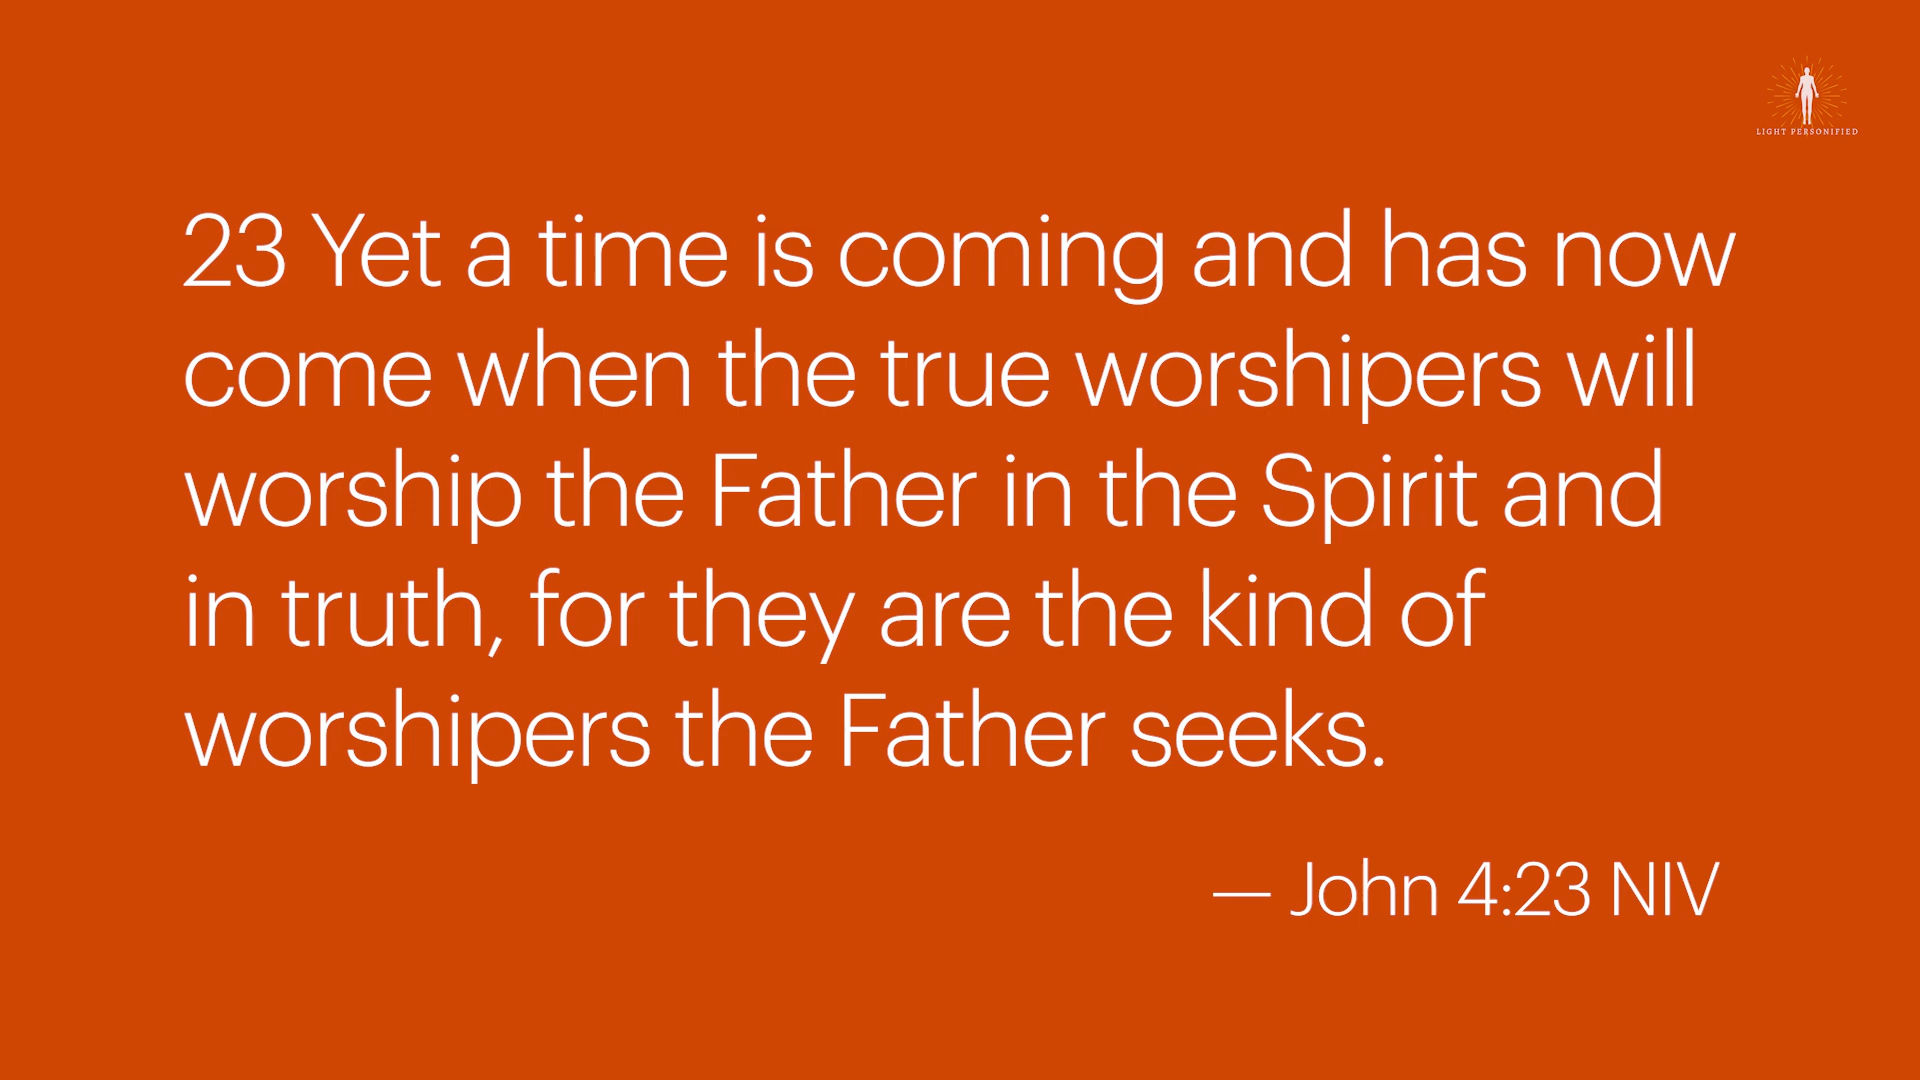 LIGHT PERSONIFIED
23 Yet a time is coming and has now
come when the true worshipers will
worship the Father in the Spirit and
in truth, for they are the kind of
worshipers the Father seeks.
— John 4:23 NIV